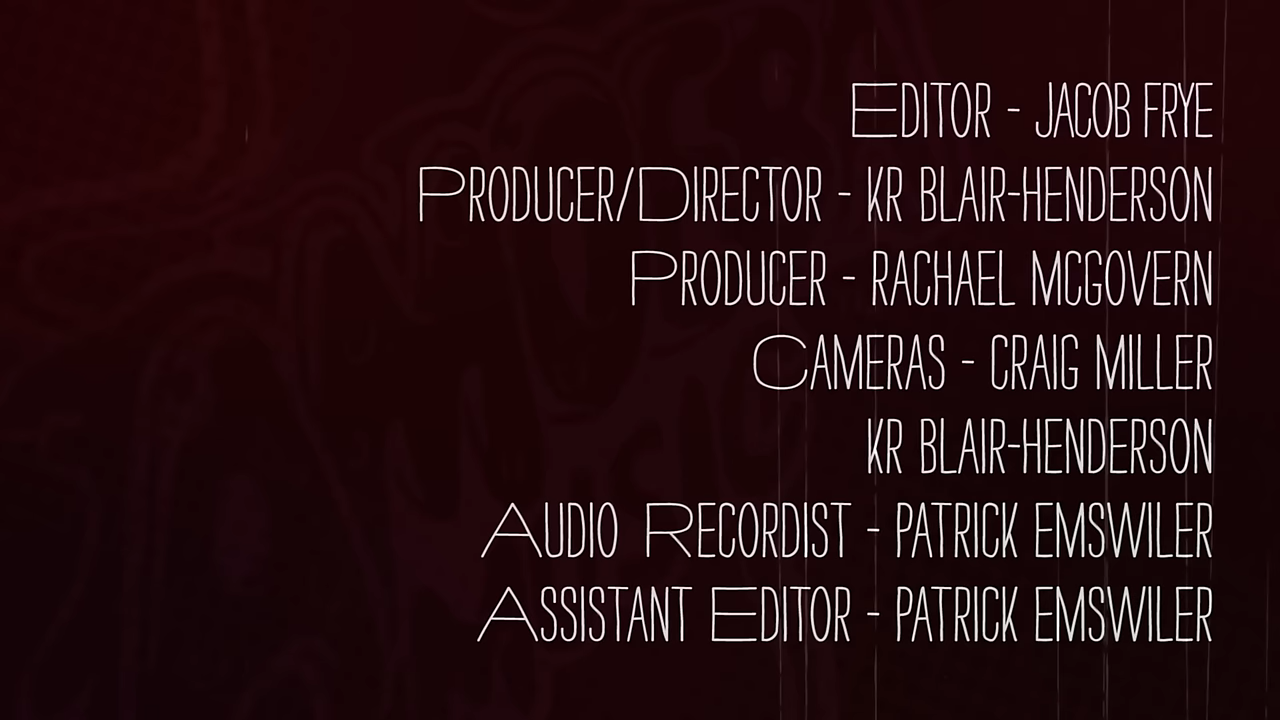 EDITOR - JACOB FRYE
PRODUCER/DIRECTOR - KR BLAIR-HENDERSON
PRODUCER - RACHAEL MCGOVERN
CAMERAS - CRAIG MILLER
KR BLAIR-HENDERSON
AUDIO RECORDIST - PATRICK EMSWILER
ASSISTANT EDITOR - PATRICK EMSWILER